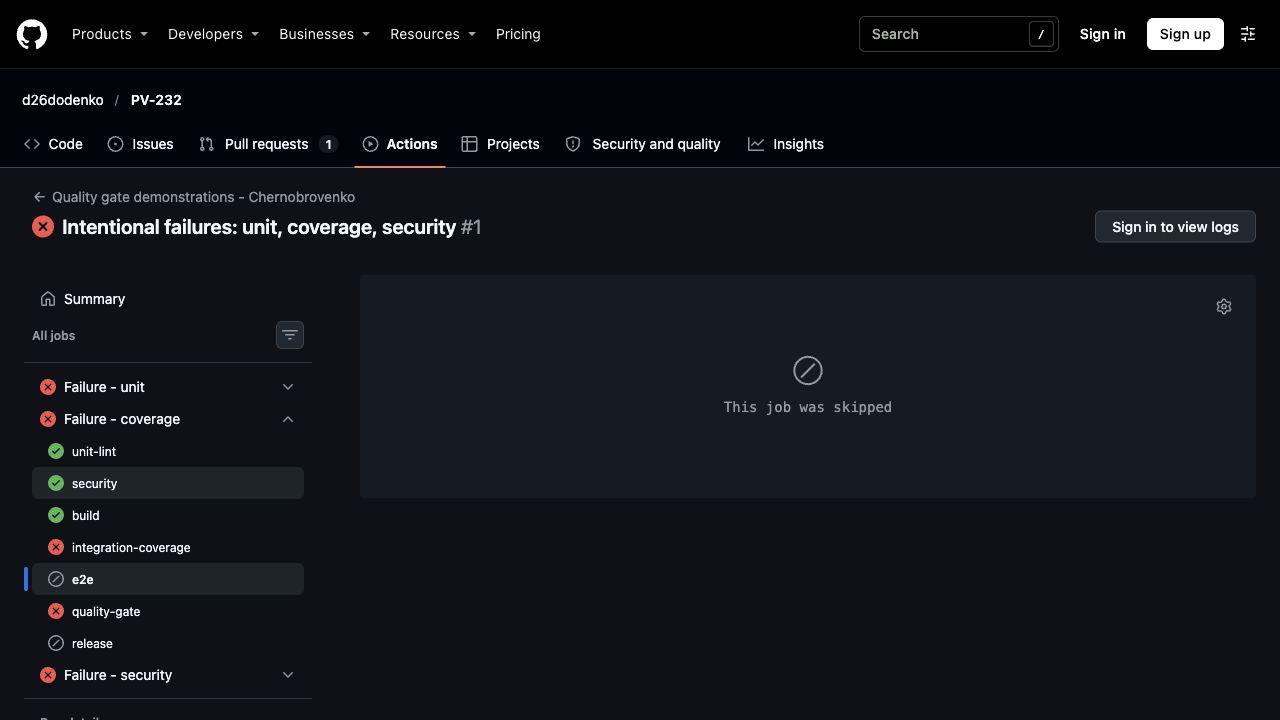 Products Developers Businesses Resources Pricing Search / Sign in Sign up
d26dodenko / PV-232
Code Issues Pull requests 1 Actions Projects Security and quality Insights
Quality gate demonstrations - Chernobrovenko
Intentional failures: unit, coverage, security #1
Sign in to view logs
Summary
All jobs
Failure - unit
Failure - coverage
unit-lint
security
build
integration-coverage
e2e
quality-gate
release
Failure - security
This job was skipped